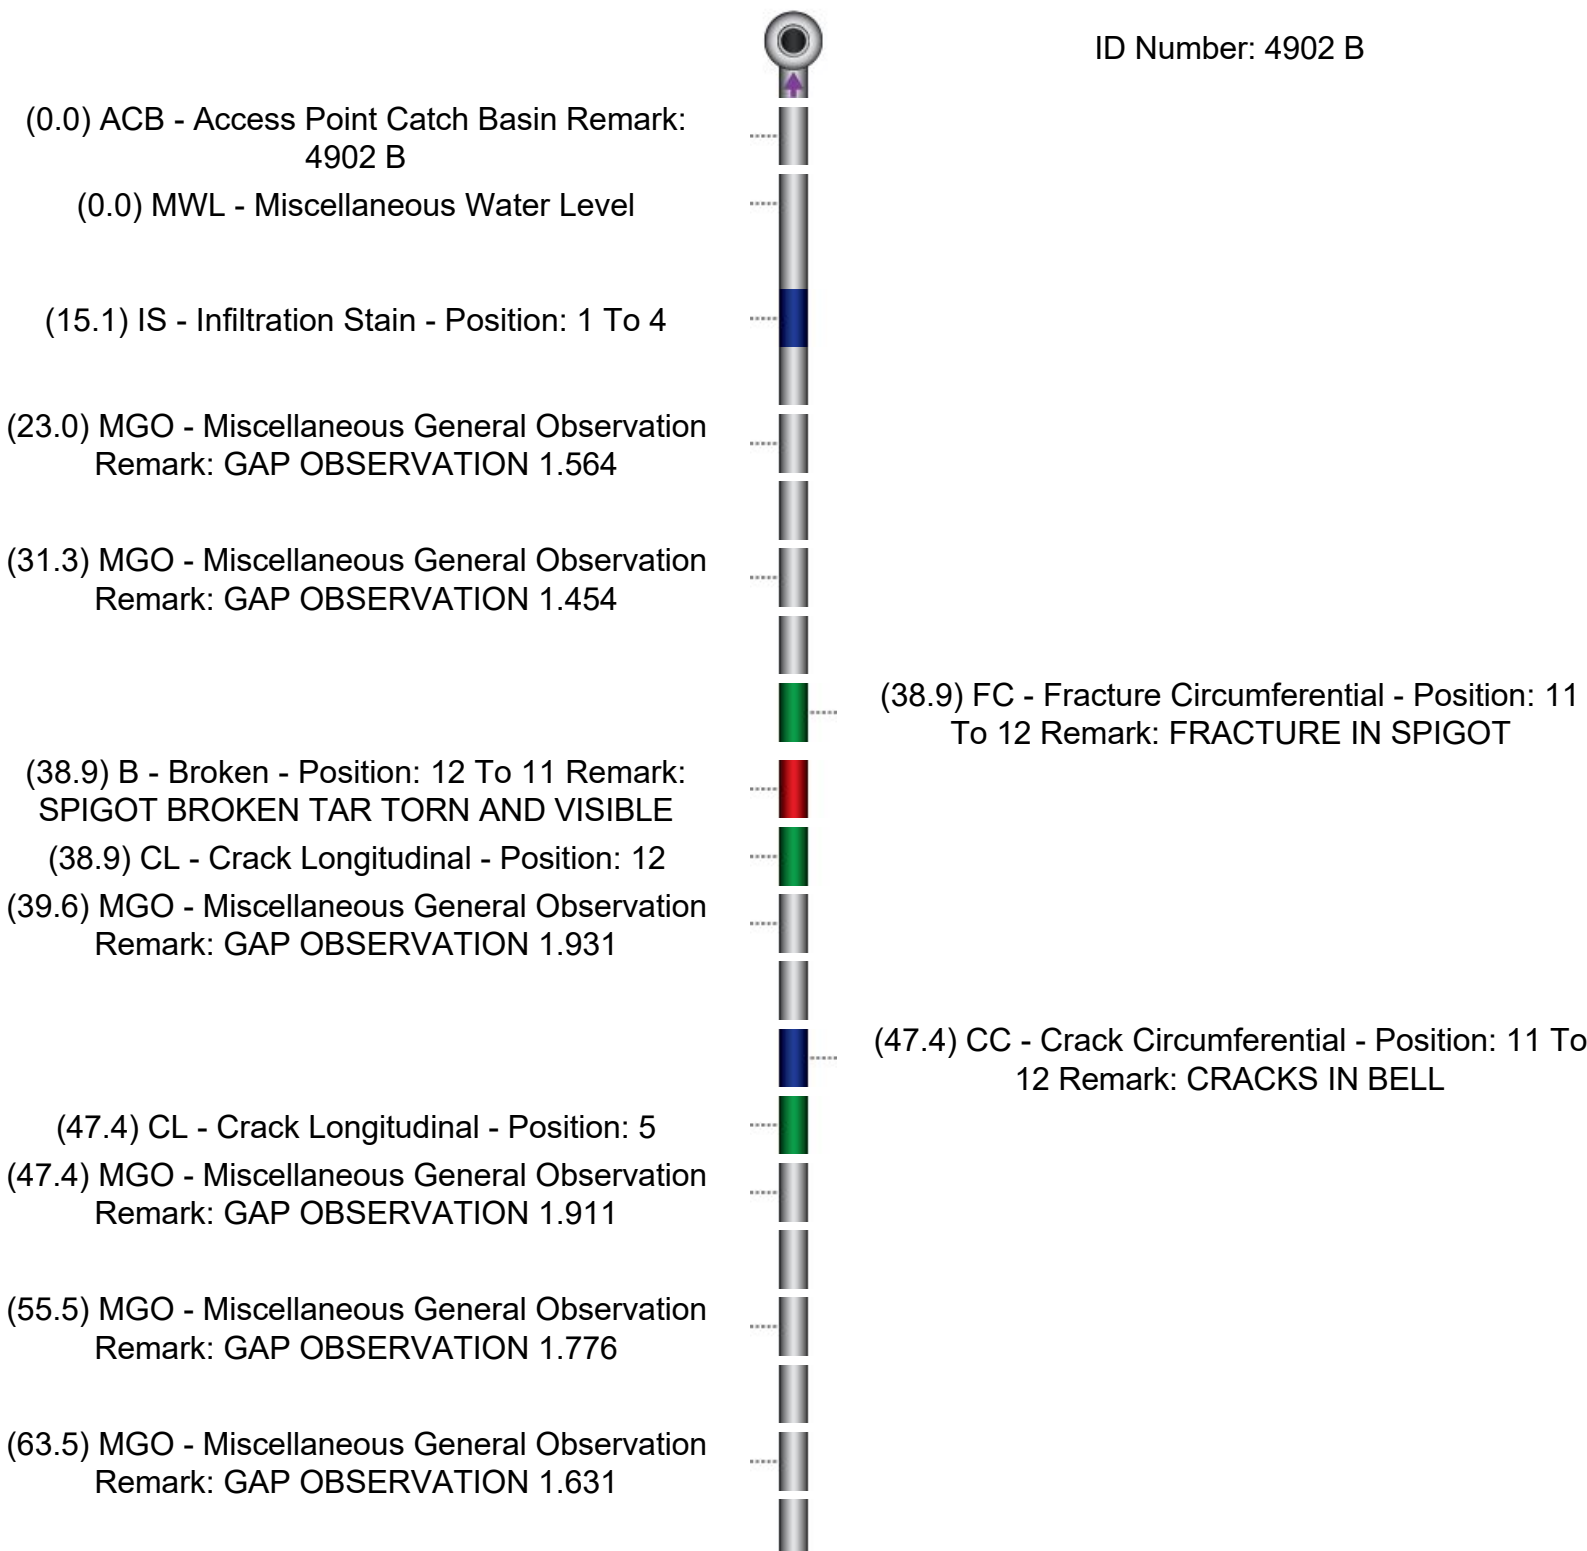 ID Number: 4902 B
(0.0) ACB - Access Point Catch Basin Remark:
4902 B
(0.0) MWL - Miscellaneous Water Level
(15.1) IS - Infiltration Stain - Position: 1 To 4
(23.0) MGO - Miscellaneous General Observation
Remark: GAP OBSERVATION 1.564
(31.3) MGO - Miscellaneous General Observation
Remark: GAP OBSERVATION 1.454
(38.9) FC - Fracture Circumferential - Position: 11
To 12 Remark: FRACTURE IN SPIGOT
(38.9) B - Broken - Position: 12 To 11 Remark:
SPIGOT BROKEN TAR TORN AND VISIBLE
(38.9) CL - Crack Longitudinal - Position: 12
(39.6) MGO - Miscellaneous General Observation
Remark: GAP OBSERVATION 1.931
(47.4) CC - Crack Circumferential - Position: 11 To
12 Remark: CRACKS IN BELL
(47.4) CL - Crack Longitudinal - Position: 5
(47.4) MGO - Miscellaneous General Observation
Remark: GAP OBSERVATION 1.911
(55.5) MGO - Miscellaneous General Observation
Remark: GAP OBSERVATION 1.776
(63.5) MGO - Miscellaneous General Observation
Remark: GAP OBSERVATION 1.631